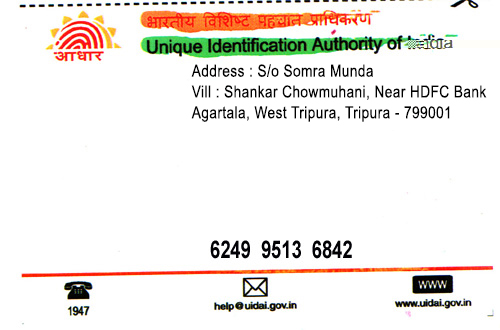 भारतीय विशिष्ट पहचान प्राधिकरण
Unique Identification Authority of India
आधार
Address : S/o Somra Munda
Vill : Shankar Chowmuhani, Near HDFC Bank
Agartala, West Tripura, Tripura - 799001
6249 9513 6842
1947
help@uidai.gov.in
WWW
www.uidai.gov.in